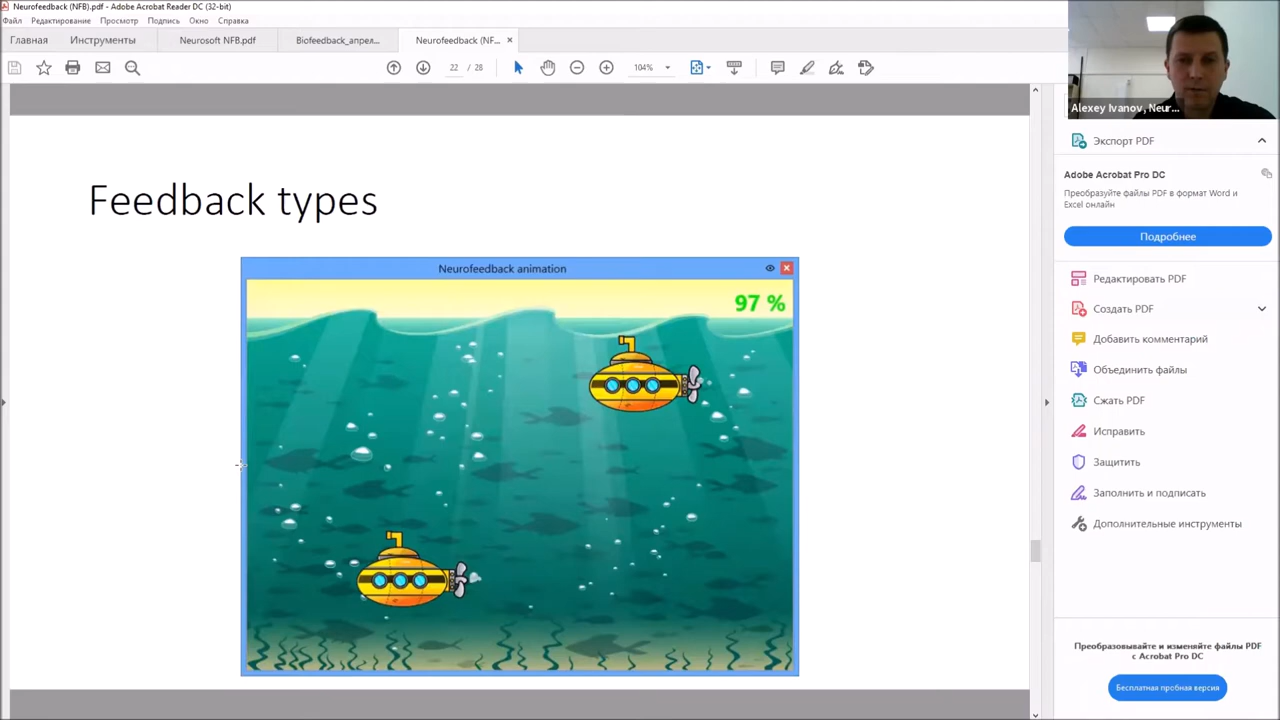 Neurofeedback (NFB).pdf - Adobe Acrobat Reader DC (32-bit)
Файл Редактирование Просмотр Подпись Окно Справка
Главная Инструменты Neurosoft NFB.pdf Biofeedback_апрел... Neurofeedback (NF... ×
22 / 28 104%
Alexey Ivanov, Neur...
Экспорт PDF
Adobe Acrobat Pro DC
Преобразуйте файлы PDF в формат Word и
Excel онлайн
Подробнее
Редактировать PDF
Создать PDF
Добавить комментарий
Объединить файлы
Сжать PDF
Исправить
Защитить
Заполнить и подписать
Дополнительные инструменты
Преобразовывайте и изменяйте файлы PDF
с Acrobat Pro DC
Бесплатная пробная версия
Feedback types
Neurofeedback animation
97 %